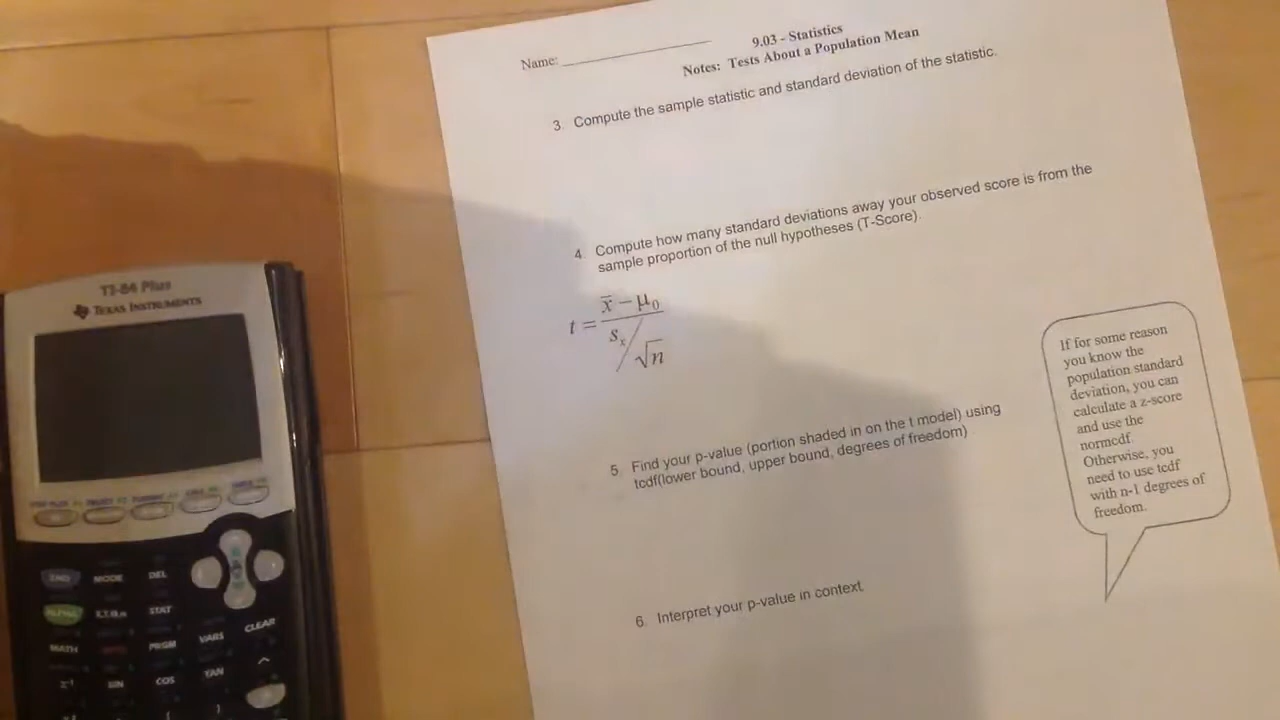 Name:
9.03 - Statistics
Notes: Tests About a Population Mean
3. Compute the sample statistic and standard deviation of the statistic.
4. Compute how many standard deviations away your observed score is from the
sample proportion of the null hypotheses (T-Score).
t = x̄ − μ₀ / sₓ / √n
5. Find your p-value (portion shaded in on the t model) using
tcdf(lower bound, upper bound, degrees of freedom)
6. Interpret your p-value in context.
If for some reason
you know the
population standard
deviation, you can
calculate a z-score
and use the
normcdf.
Otherwise, you
need to use tcdf
with n-1 degrees of
freedom.
TI-84 Plus
TEXAS INSTRUMENTS
2ND MODE DEL
ALPHA X,T,θ,n STAT
MATH APPS PRGM VARS CLEAR
x⁻¹ SIN COS TAN ^